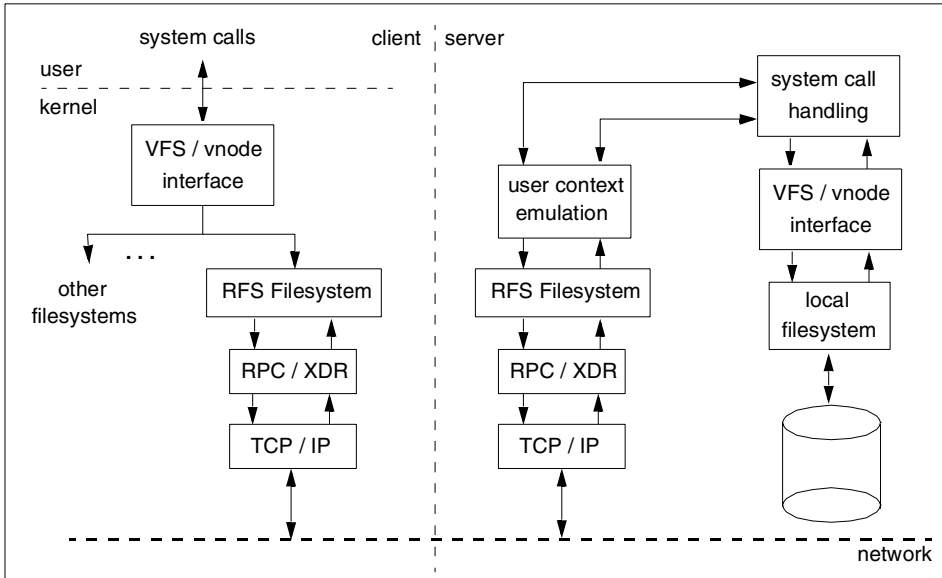 system calls
client
server
user
kernel
VFS / vnode
interface
. . .
other
filesystems
RFS Filesystem
RPC / XDR
TCP / IP
user context
emulation
RFS Filesystem
RPC / XDR
TCP / IP
system call
handling
VFS / vnode
interface
local
filesystem
network